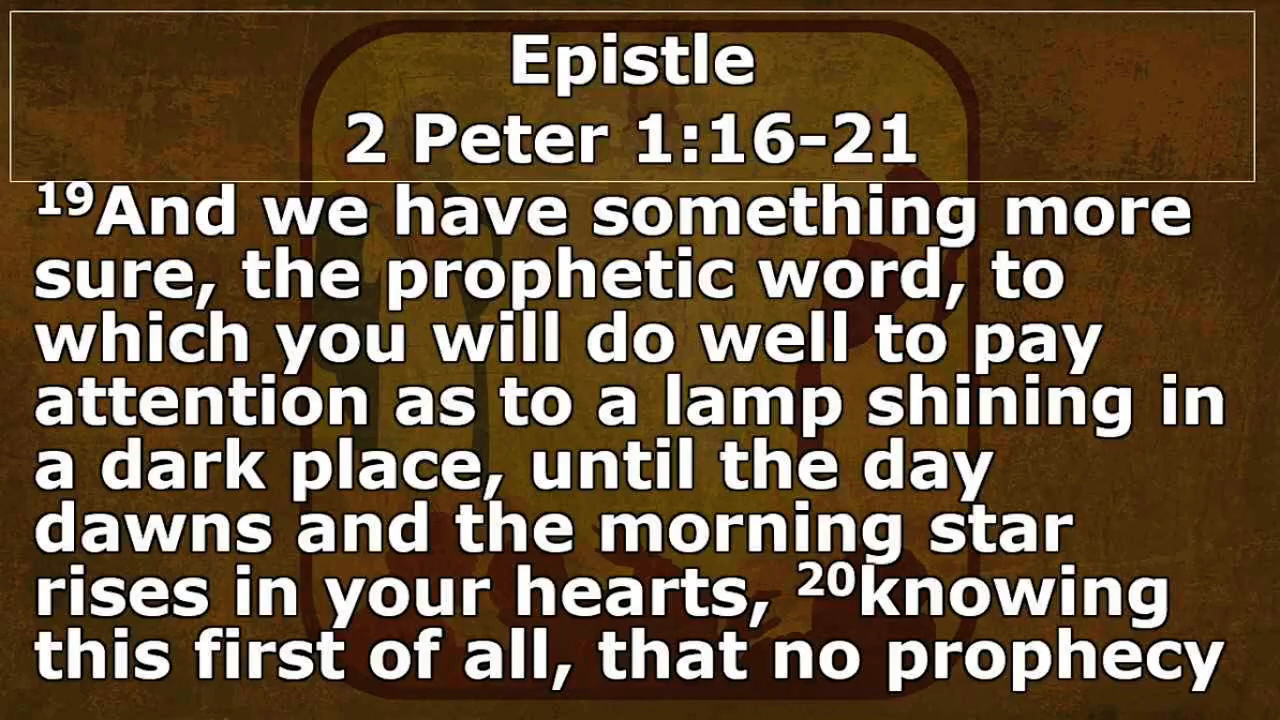 Epistle
2 Peter 1:16-21
¹⁹And we have something more
sure, the prophetic word, to
which you will do well to pay
attention as to a lamp shining in
a dark place, until the day
dawns and the morning star
rises in your hearts, ²⁰knowing
this first of all, that no prophecy